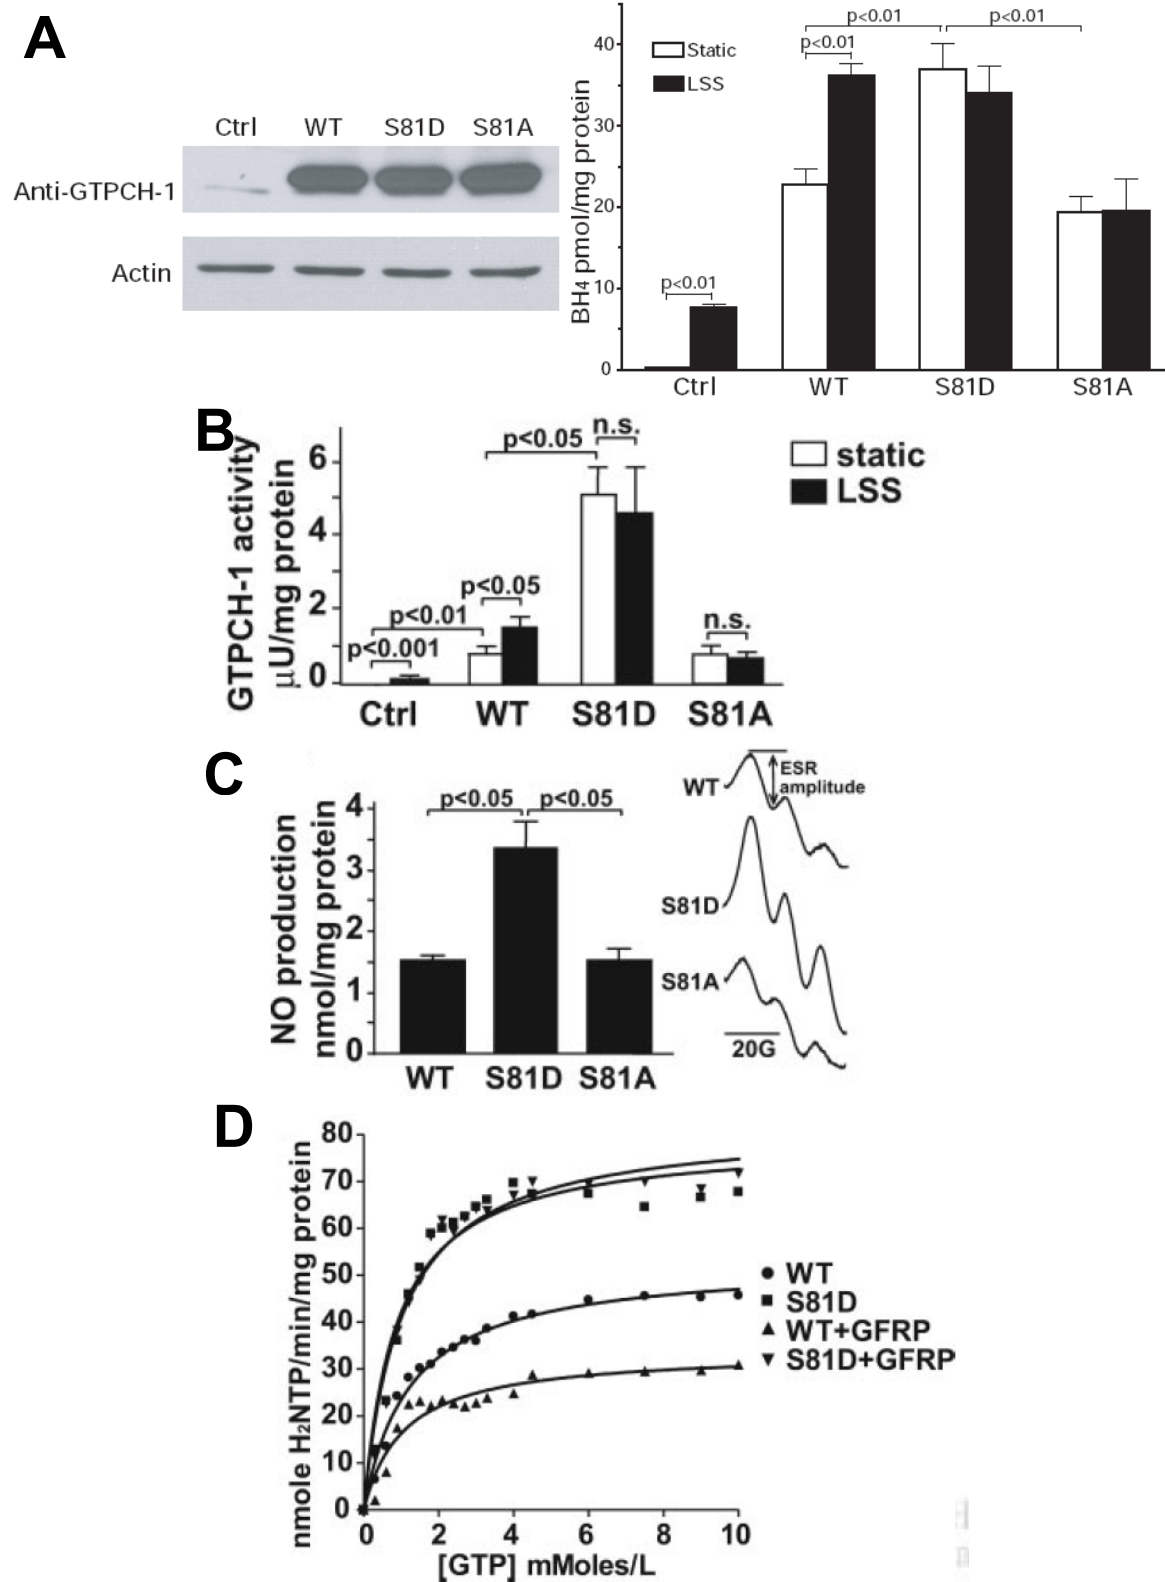 A
Ctrl WT S81D S81A
Anti-GTPCH-1
Actin
BH4 pmol/mg protein
40
30
20
10
0
Static
LSS
p<0.01
p<0.01
p<0.01
p<0.01
Ctrl WT S81D S81A
B
GTPCH-1 activity
µU/mg protein
6
4
2
0
p<0.001
p<0.01
p<0.05
p<0.05
n.s.
n.s.
static
LSS
Ctrl WT S81D S81A
C
NO production
nmol/mg protein
4
3
2
1
0
p<0.05 p<0.05
WT S81D S81A
WT
ESR
amplitude
S81D
S81A
20G
D
nmole H₂NTP/min/mg protein
80
70
60
50
40
30
20
10
0
0 2 4 6 8 10
[GTP] mMoles/L
WT
S81D
WT+GFRP
S81D+GFRP